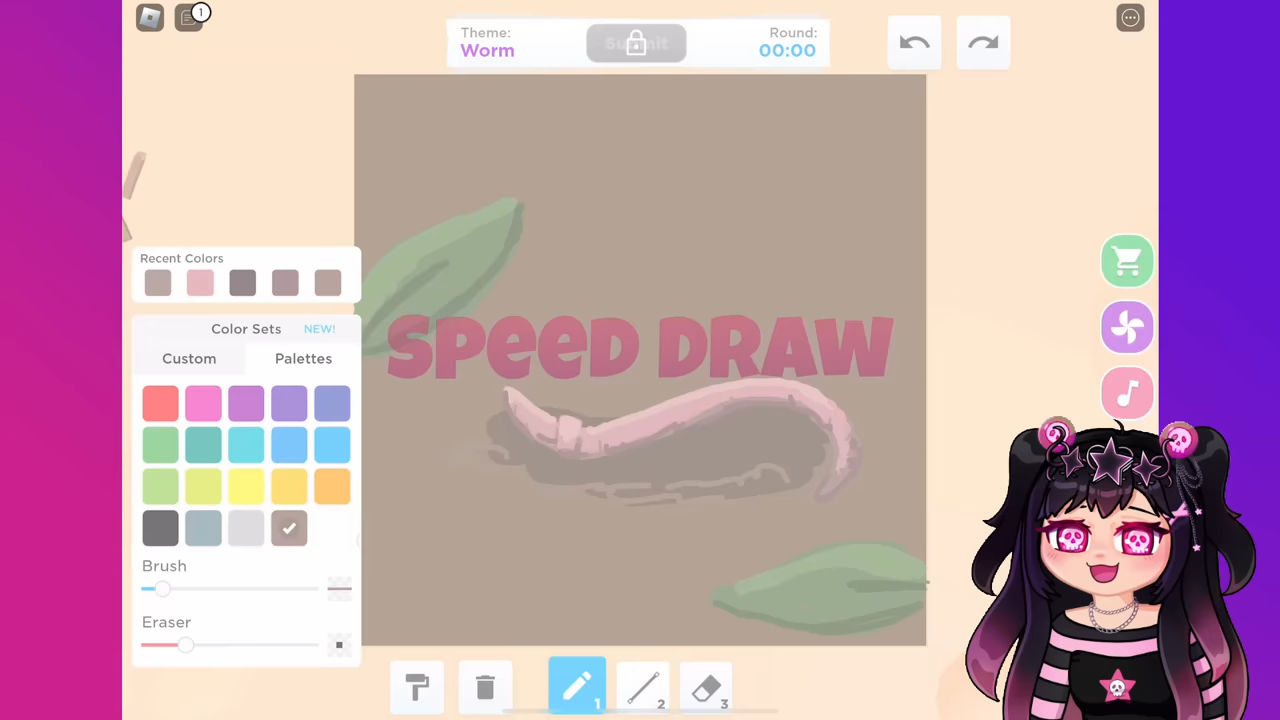 1
Theme:
Worm
Submit
Round:
00:00
Recent Colors
SPEED DRAW
Color Sets
NEW!
Custom
Palettes
Brush
Eraser
1
2
3